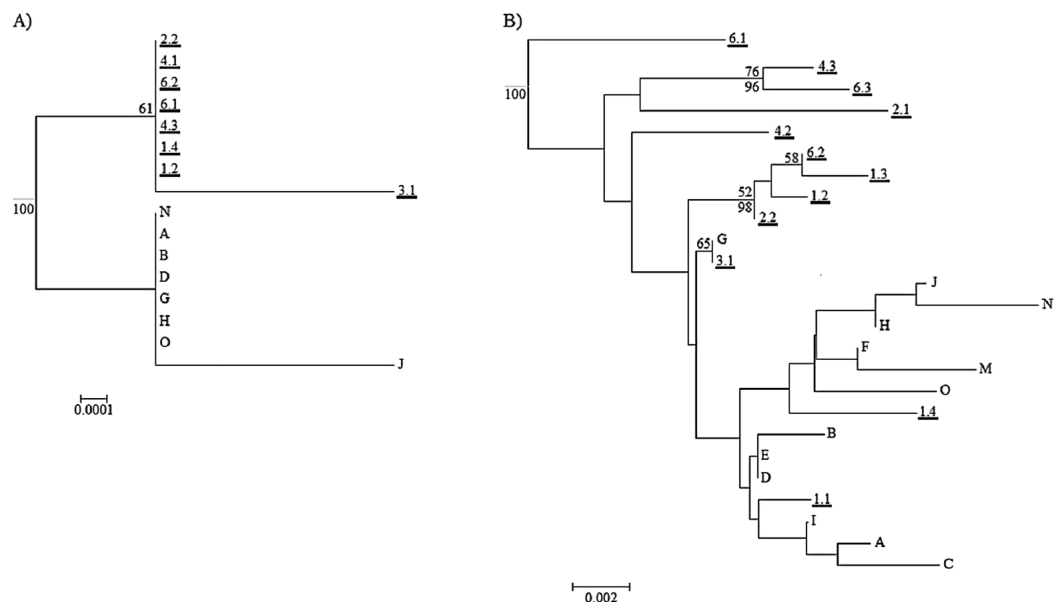 A)
2.2
4.1
6.2
6.1
61
4.3
1.4
1.2
3.1
100
N
A
B
D
G
H
O
J
0.0001
B)
6.1
4.3
76
96
6.3
100
2.1
4.2
6.2
58
1.3
52
1.2
98
2.2
G
65
3.1
J
N
H
F
M
O
1.4
B
E
D
1.1
I
A
C
0.002